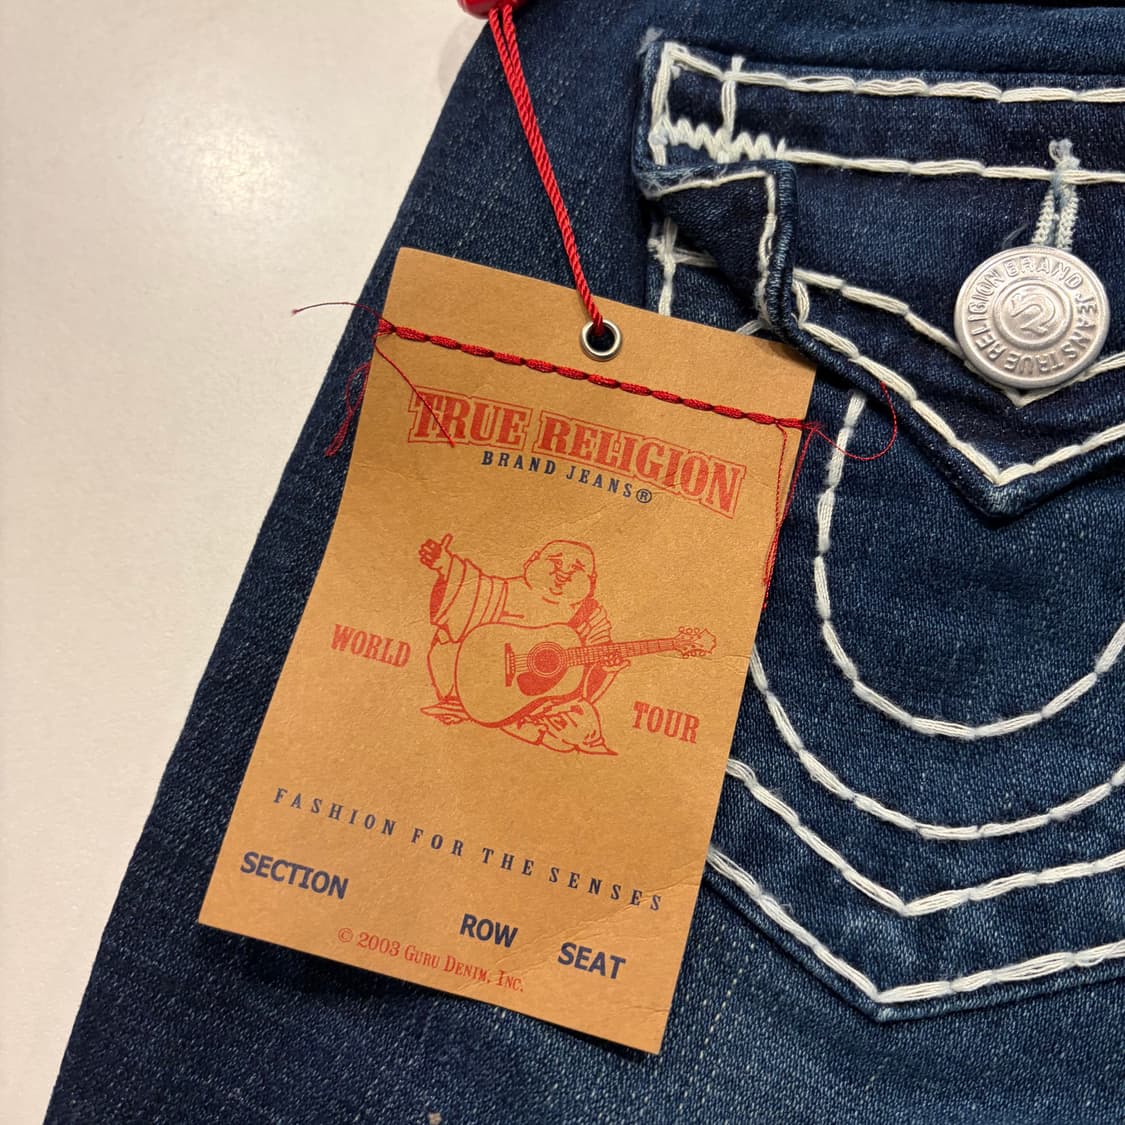 TRUE RELIGION
BRAND JEANS®
WORLD
TOUR
FASHION FOR THE SENSES
SECTION
ROW
SEAT
© 2003 GURU DENIM, INC.
TRUE RELIGION BRAND JEANS